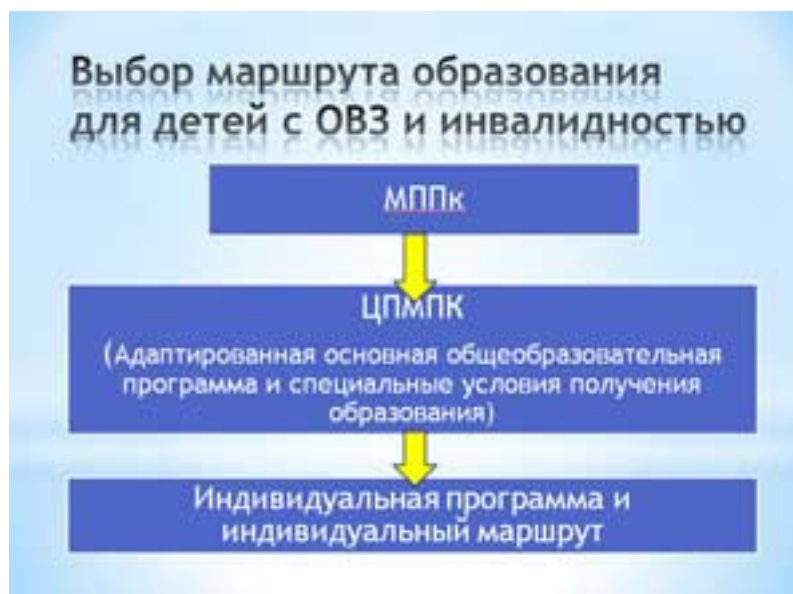 Выбор маршрута образования
для детей с ОВЗ и инвалидностью
МППк
ЦПМПК
(Адаптированная основная общеобразовательная
программа и специальные условия получения
образования)
Индивидуальная программа и
индивидуальный маршрут